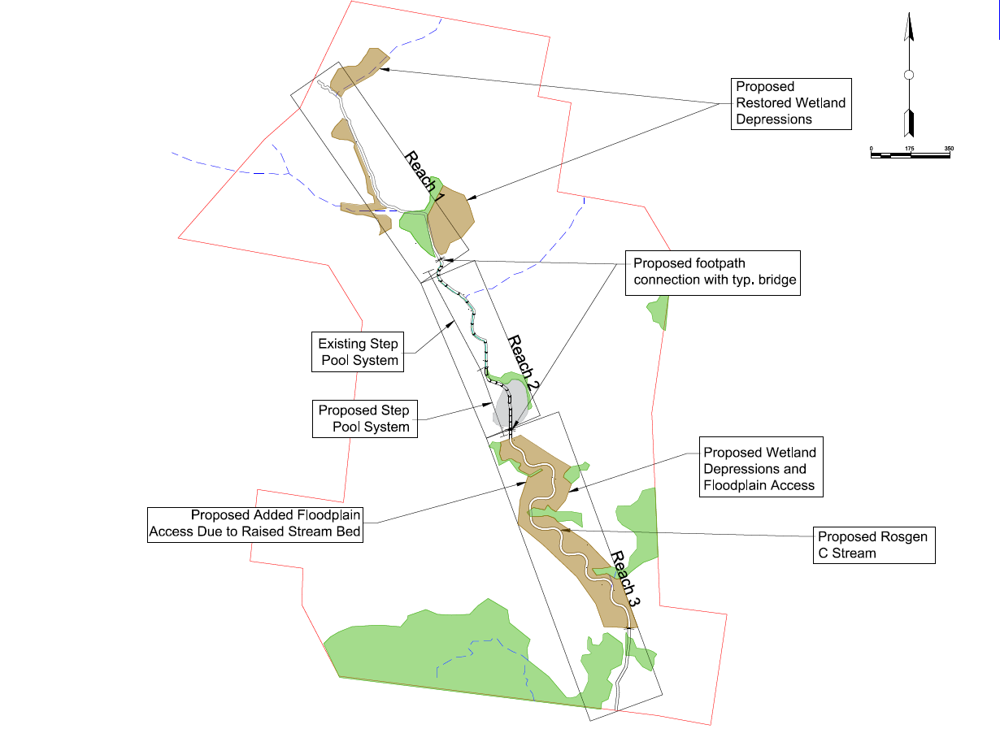 Proposed
Restored Wetland
Depressions
0 175 350
Reach 1
Proposed footpath
connection with typ. bridge
Existing Step
Pool System
Reach 2
Proposed Step
Pool System
Proposed Wetland
Depressions and
Floodplain Access
Proposed Added Floodplain
Access Due to Raised Stream Bed
Proposed Rosgen
C Stream
Reach 3